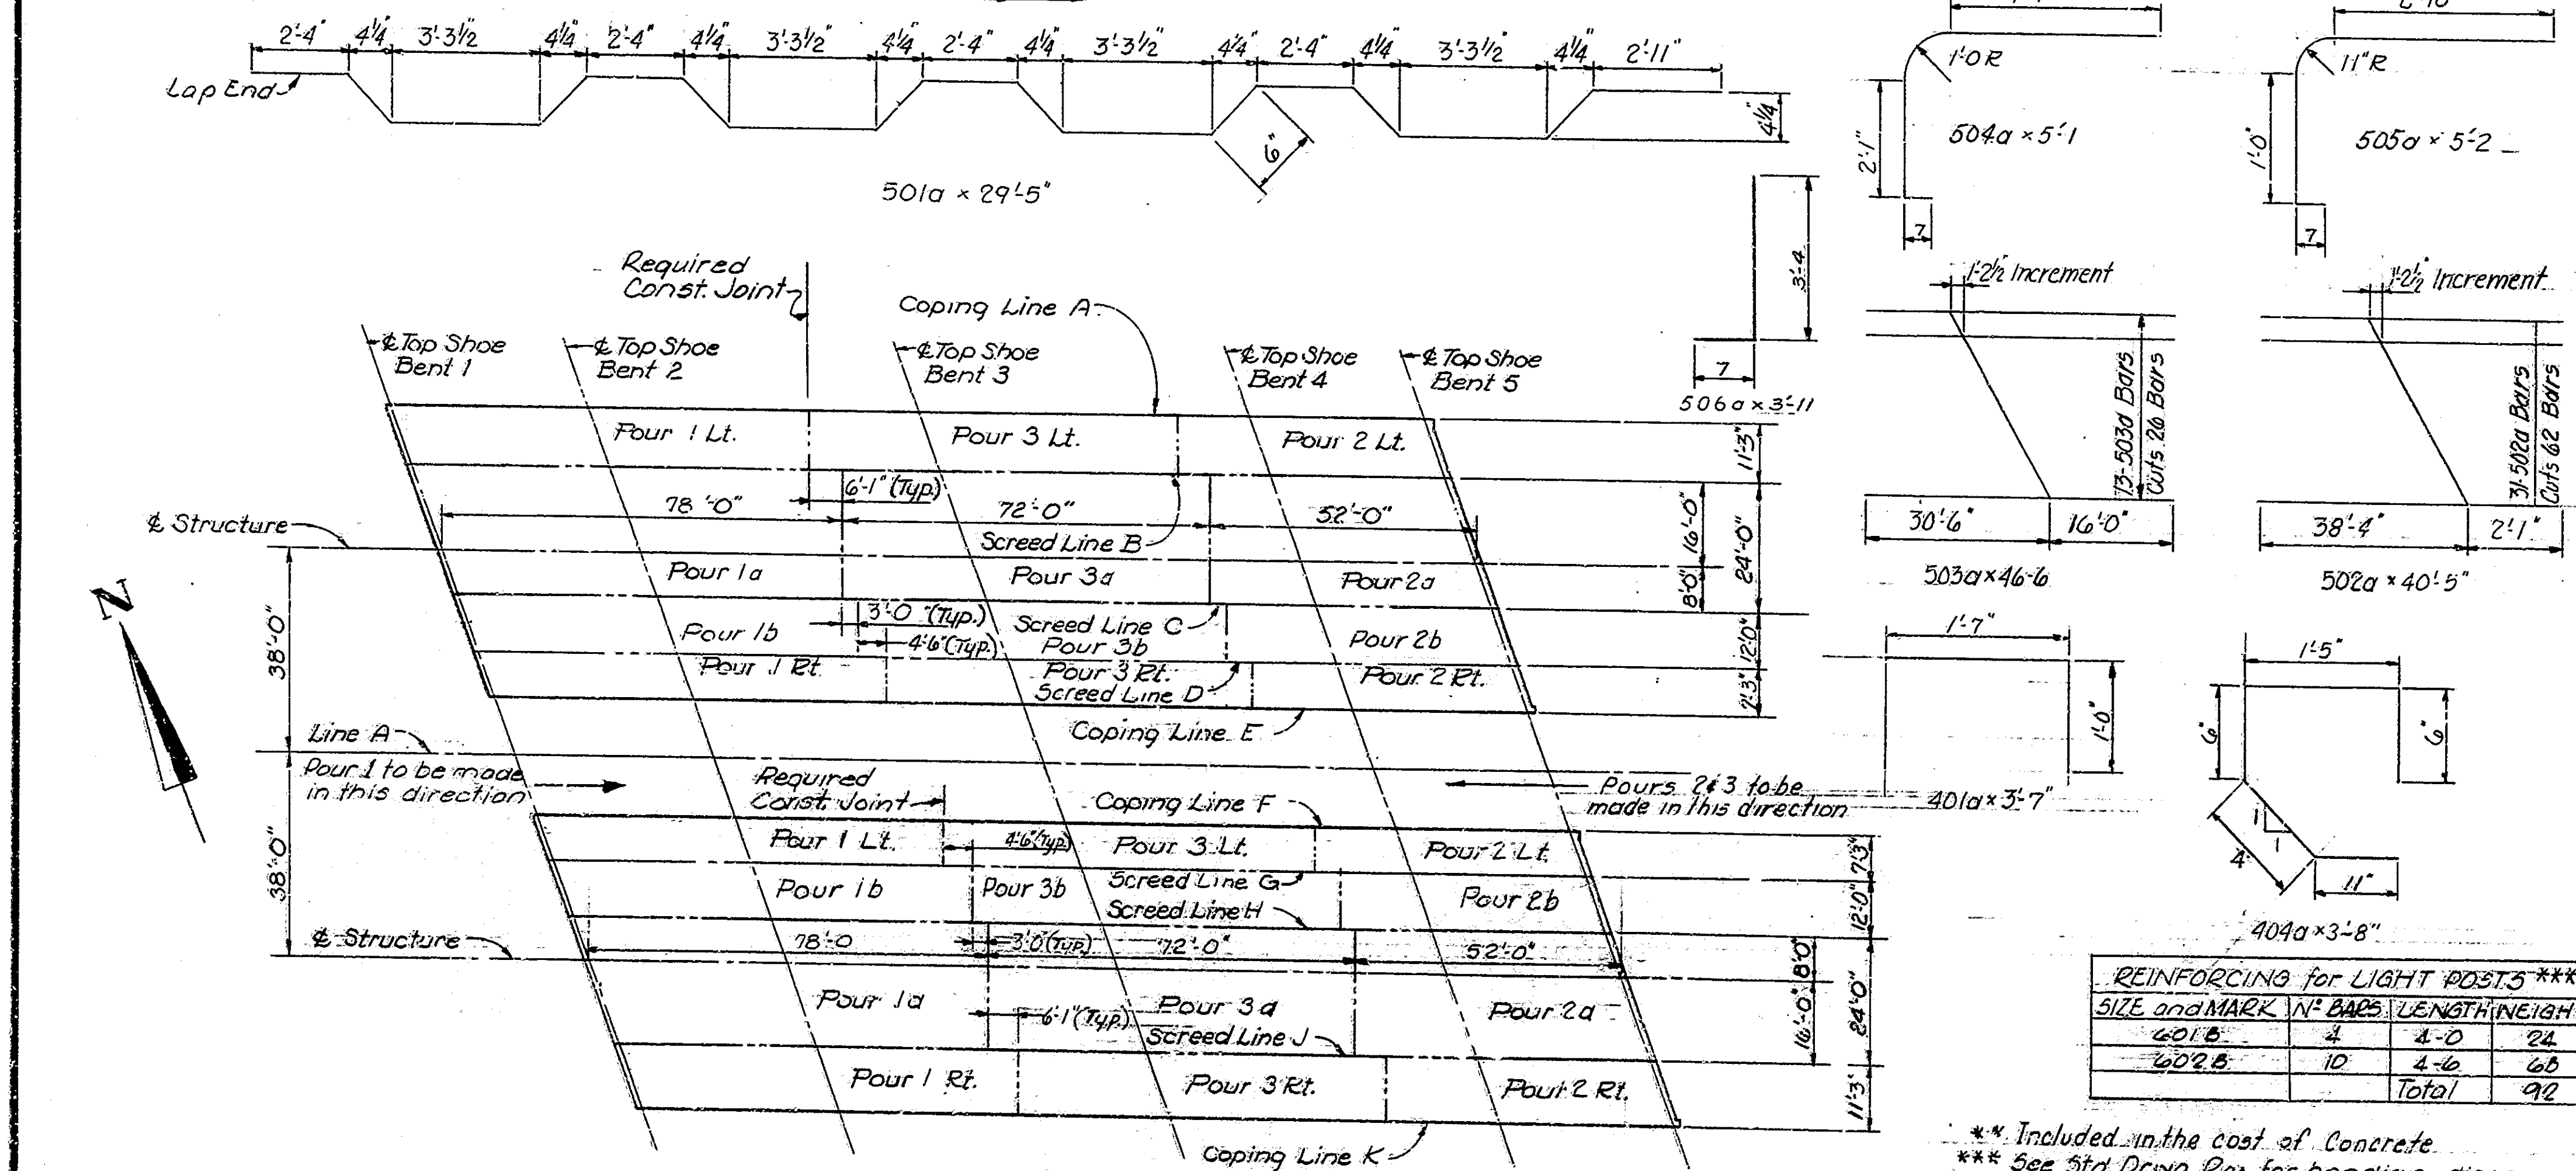 2'-4" 4¼" 3'-3½" 4¼" 2'-4" 4¼" 3'-3½" 4¼" 2'-4" 4¼" 3'-3½" 4¼" 2'-4" 4¼" 3'-3½" 4¼" 2'-11"
Lap End
6"
4¼"
501a × 29'-5"
1'-0 R
2'-1"
504a × 5'-1
7
11" R
1'-0"
505a × 5'-2
7
3'-4
7
506a × 3'-11
1'-2½" Increment
13-503a Bars
Cuts 26 Bars
30'-6" 16'-0"
503a × 46-6
1'-2½" Increment
31-502a Bars
Cuts 62 Bars
38'-4" 2'-1"
502a × 40'-5"
Required
Const. Joint
Coping Line A
₵ Top Shoe
Bent 1
₵ Top Shoe
Bent 2
₵ Top Shoe
Bent 3
₵ Top Shoe
Bent 4
₵ Top Shoe
Bent 5
Pour 1 Lt. Pour 3 Lt. Pour 2 Lt.
11'-3"
6'-1" (Typ.)
78'-0" 72'-0" 52'-0"
Screed Line B
16'-0"
24'-0"
₵ Structure
Pour 1a Pour 3a Pour 2a
8'-0"
3'-0" (Typ.)
Screed Line C
Pour 1b Pour 3b Pour 2b
4'-6" (Typ.)
12'-0"
Pour 1 Rt. Pour 3 Rt. Pour 2 Rt.
Screed Line D
7'-3"
Coping Line E
N
38'-0"
Line A
Pour 1 to be made
in this direction
Required
Const. Joint
Coping Line F
Pours 2 & 3 to be
made in this direction
38'-0"
Pour 1 Lt. 4'-6" (Typ.) Pour 3 Lt. Pour 2 Lt.
7'-3"
Screed Line G
Pour 1b Pour 3b Pour 2b
12'-0"
Screed Line H
₵ Structure
78'-0 3'-0 (Typ.) 72'-0" 52'-0"
8'-0"
24'-0"
Pour 1a Pour 3a Pour 2a
16'-0"
6'-1" (Typ.)
Screed Line J
Pour 1 Rt. Pour 3 Rt. Pour 2 Rt.
11'-3"
Coping Line K
1'-7"
1'-0"
401a × 3'-7"
1'-5"
6" 6"
1
1
4
11"
404a × 3'-8"
REINFORCING for LIGHT POSTS ***
SIZE and MARK Nº BARS LENGTH WEIGH
601B 4 4-0 24
602B 10 4-6 68
Total 92
** Included in the cost of Concrete
*** See Std Drwg for